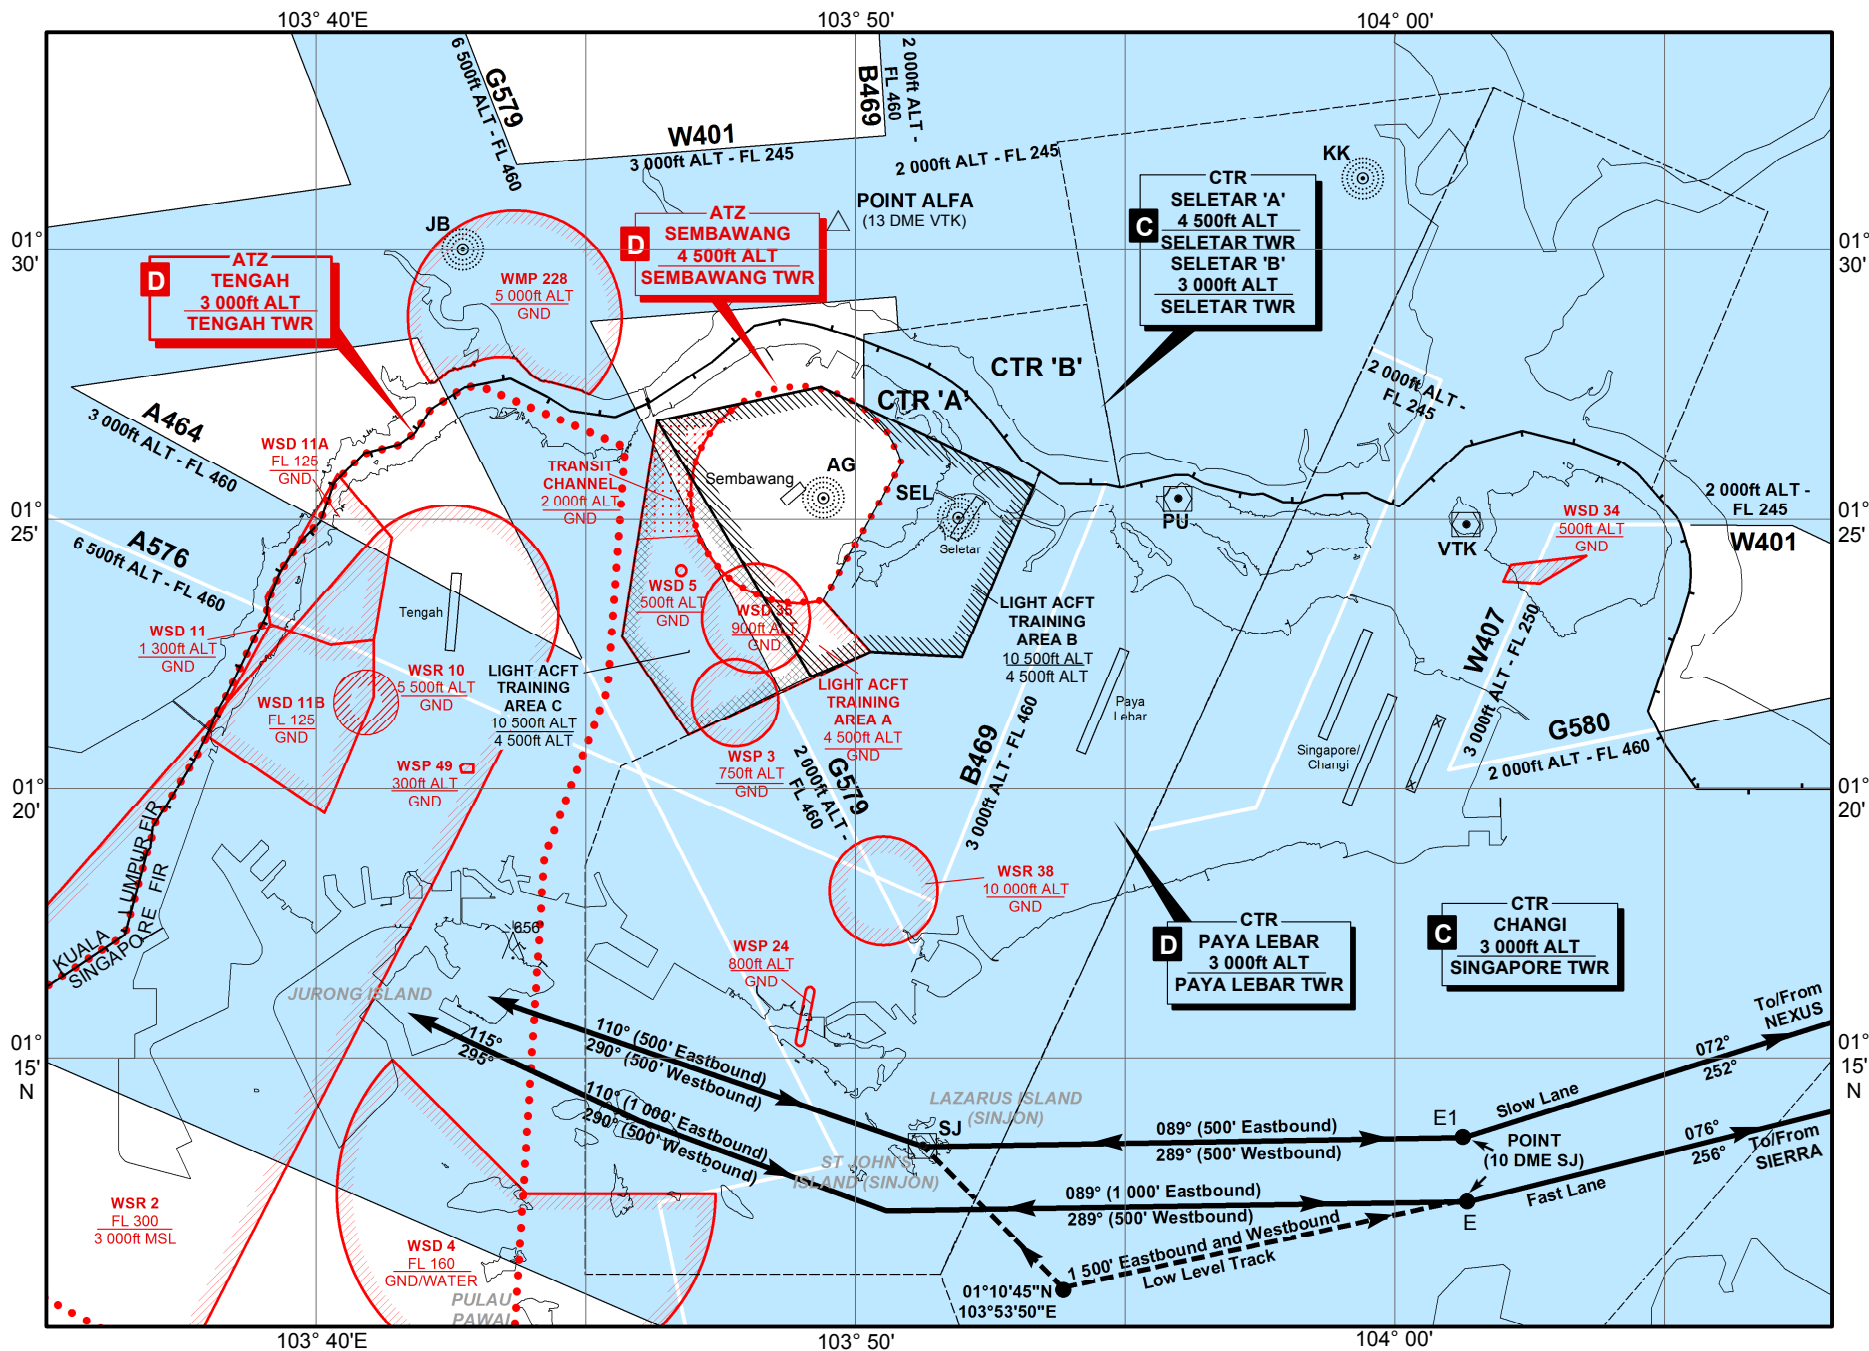 103° 40'E
103° 50'
104° 00'
6 500ft ALT - FL 460
G579
W401
3 000ft ALT - FL 245
B469
2 000ft ALT -
FL 460
2 000ft ALT - FL 245
KK
POINT ALFA
(13 DME VTK)
C
CTR
SELETAR 'A'
4 500ft ALT
SELETAR TWR
SELETAR 'B'
3 000ft ALT
SELETAR TWR
JB
D
ATZ
SEMBAWANG
4 500ft ALT
SEMBAWANG TWR
01°
30'
01°
30'
D
ATZ
TENGAH
3 000ft ALT
TENGAH TWR
WMP 228
5 000ft ALT
GND
CTR 'B'
CTR 'A'
2 000ft ALT -
FL 245
A464
3 000ft ALT - FL 460
WSD 11A
FL 125
GND
TRANSIT
CHANNEL
2 000ft ALT
GND
Sembawang
AG
SEL
Seletar
PU
VTK
WSD 34
500ft ALT
GND
2 000ft ALT -
FL 245
W401
01°
25'
01°
25'
A576
6 500ft ALT - FL 460
Tengah
WSD 5
500ft ALT
GND
WSD 35
900ft ALT
GND
LIGHT ACFT
TRAINING
AREA B
10 500ft ALT
4 500ft ALT
WSD 11
1 300ft ALT
GND
WSR 10
5 500ft ALT
GND
LIGHT ACFT
TRAINING
AREA C
10 500ft ALT
4 500ft ALT
LIGHT ACFT
TRAINING
AREA A
4 500ft ALT
GND
W407
3 000ft ALT - FL 250
WSD 11B
FL 125
GND
Paya
Lebar
Singapore/
Changi
G580
2 000ft ALT - FL 460
WSP 49
300ft ALT
GND
WSP 3
750ft ALT
GND
G579
2 000ft ALT -
FL 460
B469
3 000ft ALT - FL 460
01°
20'
01°
20'
KUALA LUMPUR FIR
SINGAPORE FIR
WSR 38
10 000ft ALT
GND
D
CTR
PAYA LEBAR
3 000ft ALT
PAYA LEBAR TWR
C
CTR
CHANGI
3 000ft ALT
SINGAPORE TWR
656
WSP 24
800ft ALT
GND
JURONG ISLAND
To/From
NEXUS
115°
295°
110° (500' Eastbound)
290° (500' Westbound)
072°
252°
01°
15'
N
01°
15'
N
110° (1 000' Eastbound)
290° (500' Westbound)
LAZARUS ISLAND
(SINJON)
SJ
089° (500' Eastbound)
289° (500' Westbound)
E1
Slow Lane
POINT
(10 DME SJ)
076°
256°
To/From
SIERRA
ST JOHN'S
ISLAND (SINJON)
089° (1 000' Eastbound)
289° (500' Westbound)
E
Fast Lane
WSR 2
FL 300
3 000ft MSL
WSD 4
FL 160
GND/WATER
1 500' Eastbound and Westbound
Low Level Track
01°10'45"N
103°53'50"E
PULAU
PAWAI
103° 40'E
103° 50'
104° 00'